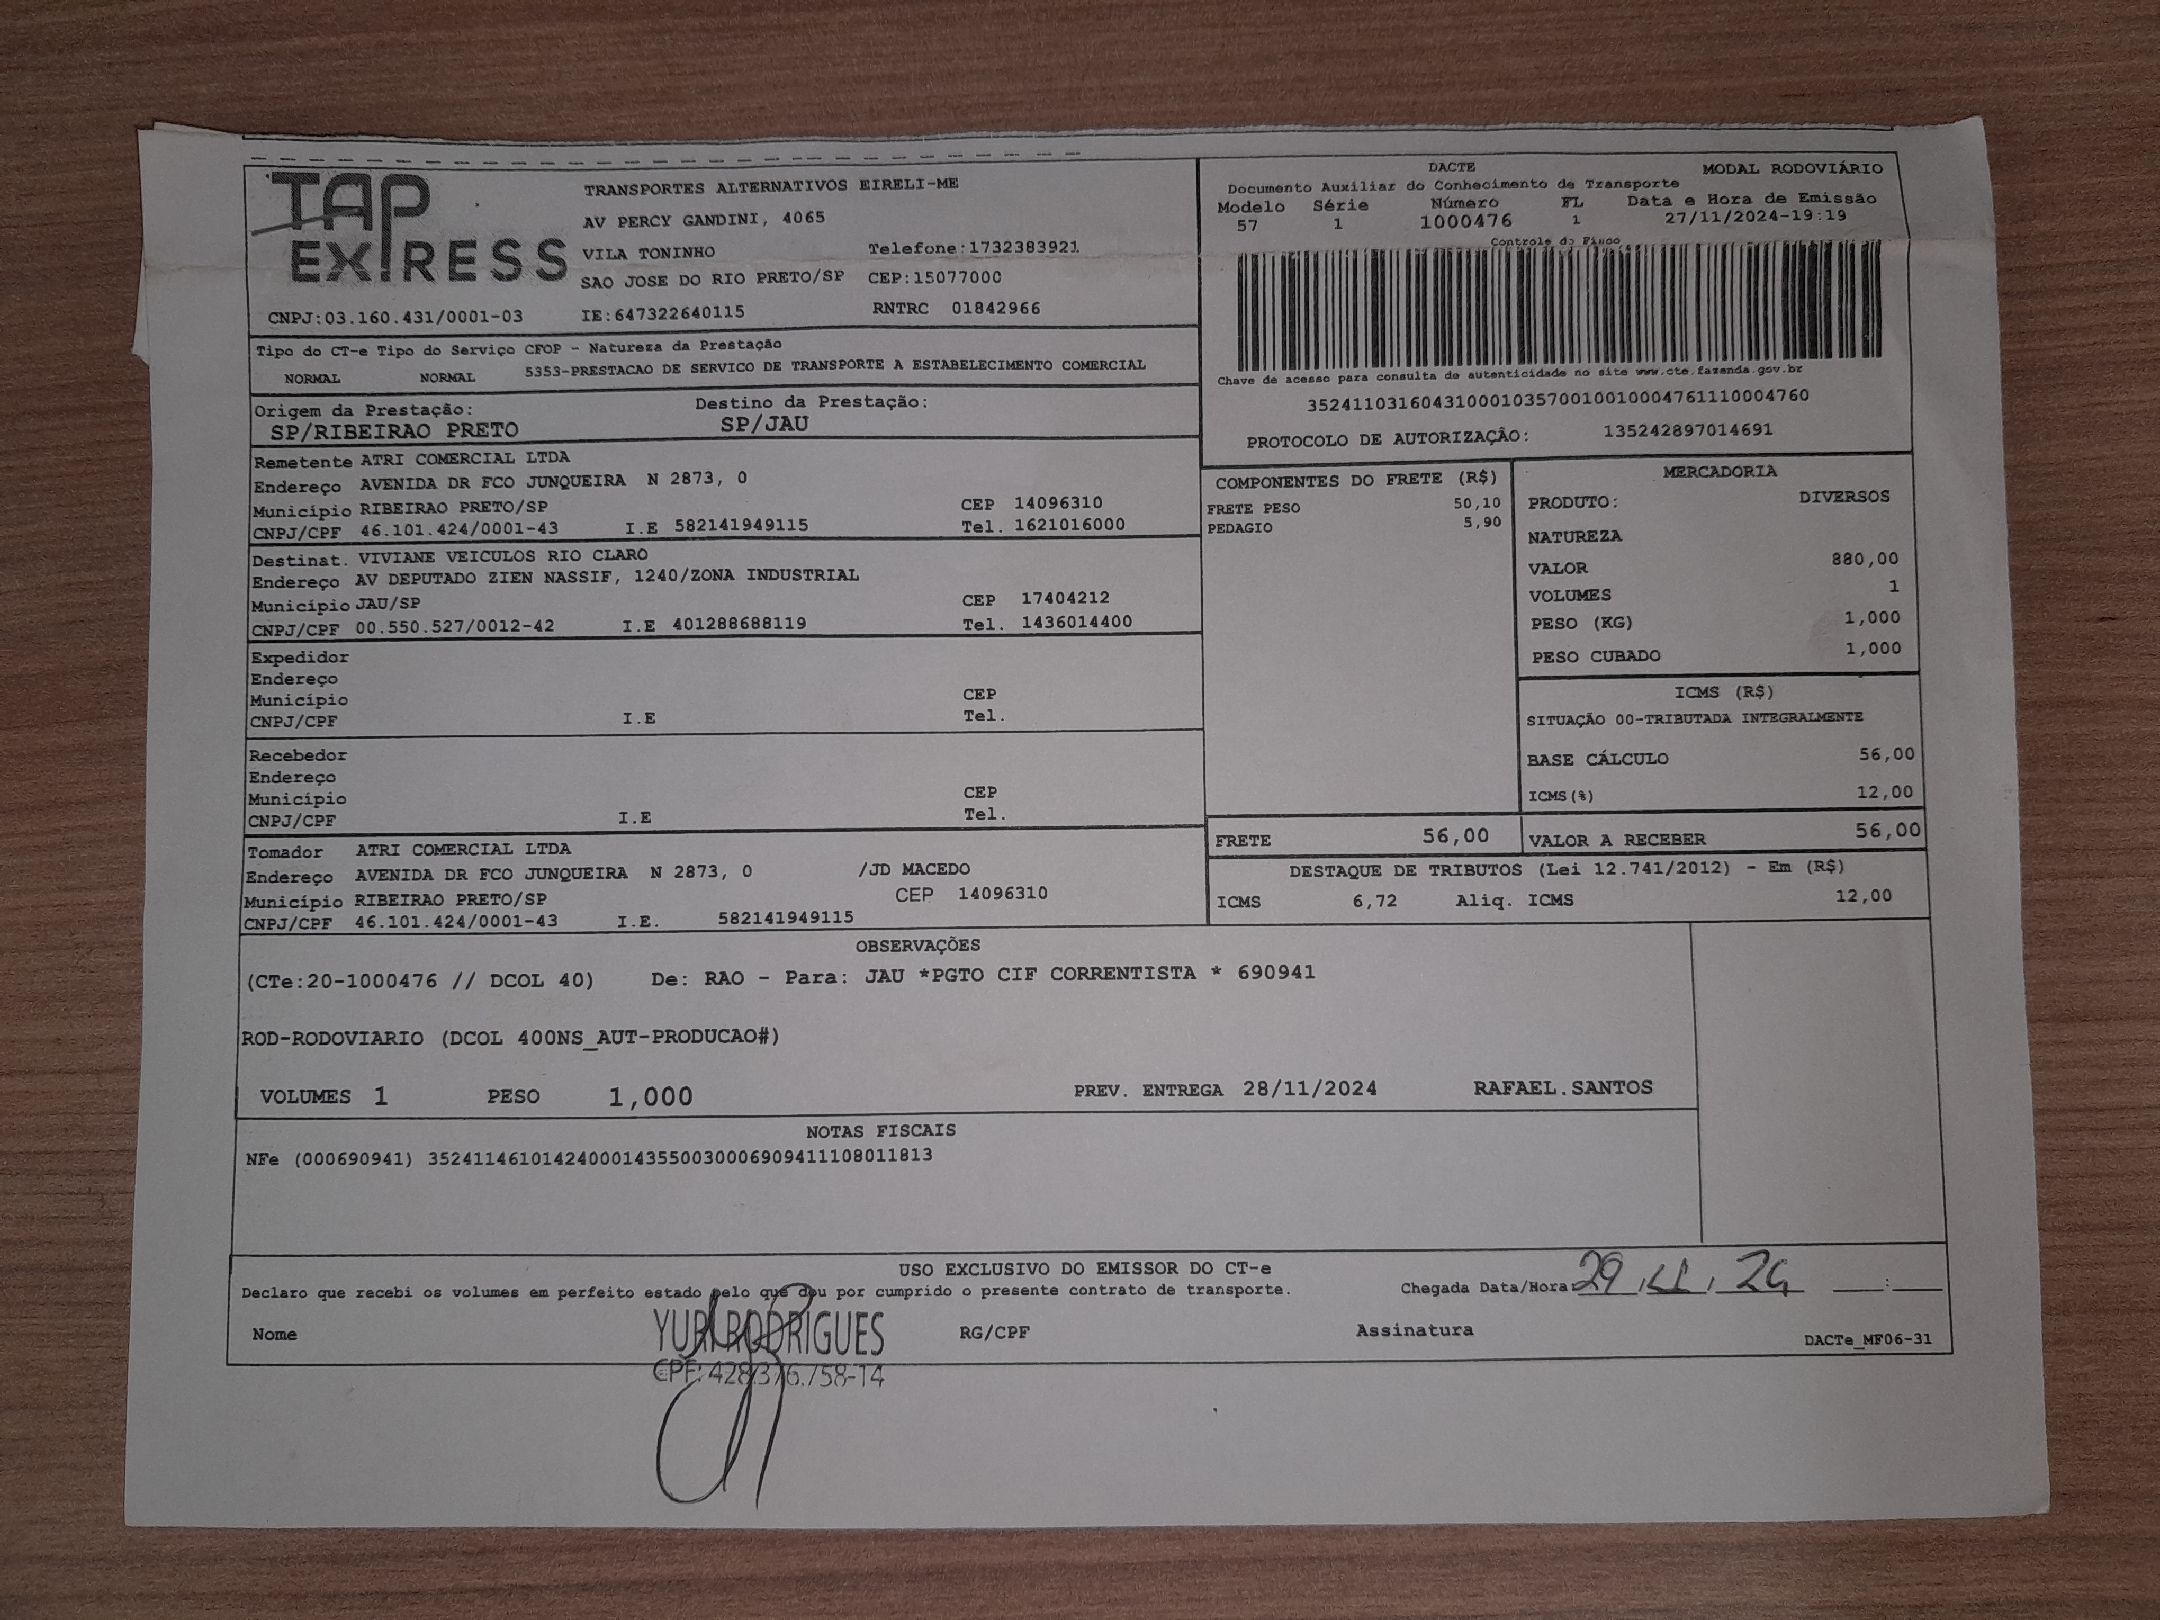 TAP EXPRESS
TRANSPORTES ALTERNATIVOS EIRELI-ME
AV PERCY GANDINI, 4065
VILA TONINHO Telefone:1732383921
SAO JOSE DO RIO PRETO/SP CEP:15077000
CNPJ:03.160.431/0001-03 IE:647322640115 RNTRC 01842966
DACTE MODAL RODOVIÁRIO
Documento Auxiliar do Conhecimento de Transporte
Modelo Série Número FL Data e Hora de Emissão
57 1 1000476 1 27/11/2024-19:19
Controle do Fisco
Chave de acesso para consulta de autenticidade no site www.cte.fazenda.gov.br
35241103160431000103570010010004761110004760
PROTOCOLO DE AUTORIZAÇÃO: 135242897014691
Tipo do CT-e Tipo do Serviço CFOP - Natureza da Prestação
NORMAL NORMAL 5353-PRESTACAO DE SERVICO DE TRANSPORTE A ESTABELECIMENTO COMERCIAL
Origem da Prestação: Destino da Prestação:
SP/RIBEIRAO PRETO SP/JAU
Remetente ATRI COMERCIAL LTDA
Endereço AVENIDA DR FCO JUNQUEIRA N 2873, 0
Município RIBEIRAO PRETO/SP CEP 14096310
CNPJ/CPF 46.101.424/0001-43 I.E 582141949115 Tel. 1621016000
Destinat. VIVIANE VEICULOS RIO CLARO
Endereço AV DEPUTADO ZIEN NASSIF, 1240/ZONA INDUSTRIAL
Município JAU/SP CEP 17404212
CNPJ/CPF 00.550.527/0012-42 I.E 401288688119 Tel. 1436014400
Expedidor
Endereço
Município CEP
CNPJ/CPF I.E Tel.
Recebedor
Endereço
Município CEP
CNPJ/CPF I.E Tel.
Tomador ATRI COMERCIAL LTDA
Endereço AVENIDA DR FCO JUNQUEIRA N 2873, 0 /JD MACEDO
Município RIBEIRAO PRETO/SP CEP 14096310
CNPJ/CPF 46.101.424/0001-43 I.E. 582141949115
COMPONENTES DO FRETE (R$)
FRETE PESO 50,10
PEDAGIO 5,90
MERCADORIA
PRODUTO: DIVERSOS
NATUREZA
VALOR 880,00
VOLUMES 1
PESO (KG) 1,000
PESO CUBADO 1,000
ICMS (R$)
SITUAÇÃO 00-TRIBUTADA INTEGRALMENTE
BASE CÁLCULO 56,00
ICMS(%) 12,00
FRETE 56,00 VALOR A RECEBER 56,00
DESTAQUE DE TRIBUTOS (Lei 12.741/2012) - Em (R$)
ICMS 6,72 Aliq. ICMS 12,00
OBSERVAÇÕES
(CTe:20-1000476 // DCOL 40) De: RAO - Para: JAU *PGTO CIF CORRENTISTA * 690941
ROD-RODOVIARIO (DCOL 400NS_AUT-PRODUCAO#)
VOLUMES 1 PESO 1,000 PREV. ENTREGA 28/11/2024 RAFAEL.SANTOS
NOTAS FISCAIS
NFe (000690941) 35241146101424000143550030006909411108011813
USO EXCLUSIVO DO EMISSOR DO CT-e
Declaro que recebi os volumes em perfeito estado pelo que dou por cumprido o presente contrato de transporte. Chegada Data/Hora: 29.11.24 __:__
Nome YURI RODRIGUES RG/CPF Assinatura DACTe_MF06-31
CPF: 428.376.758-14